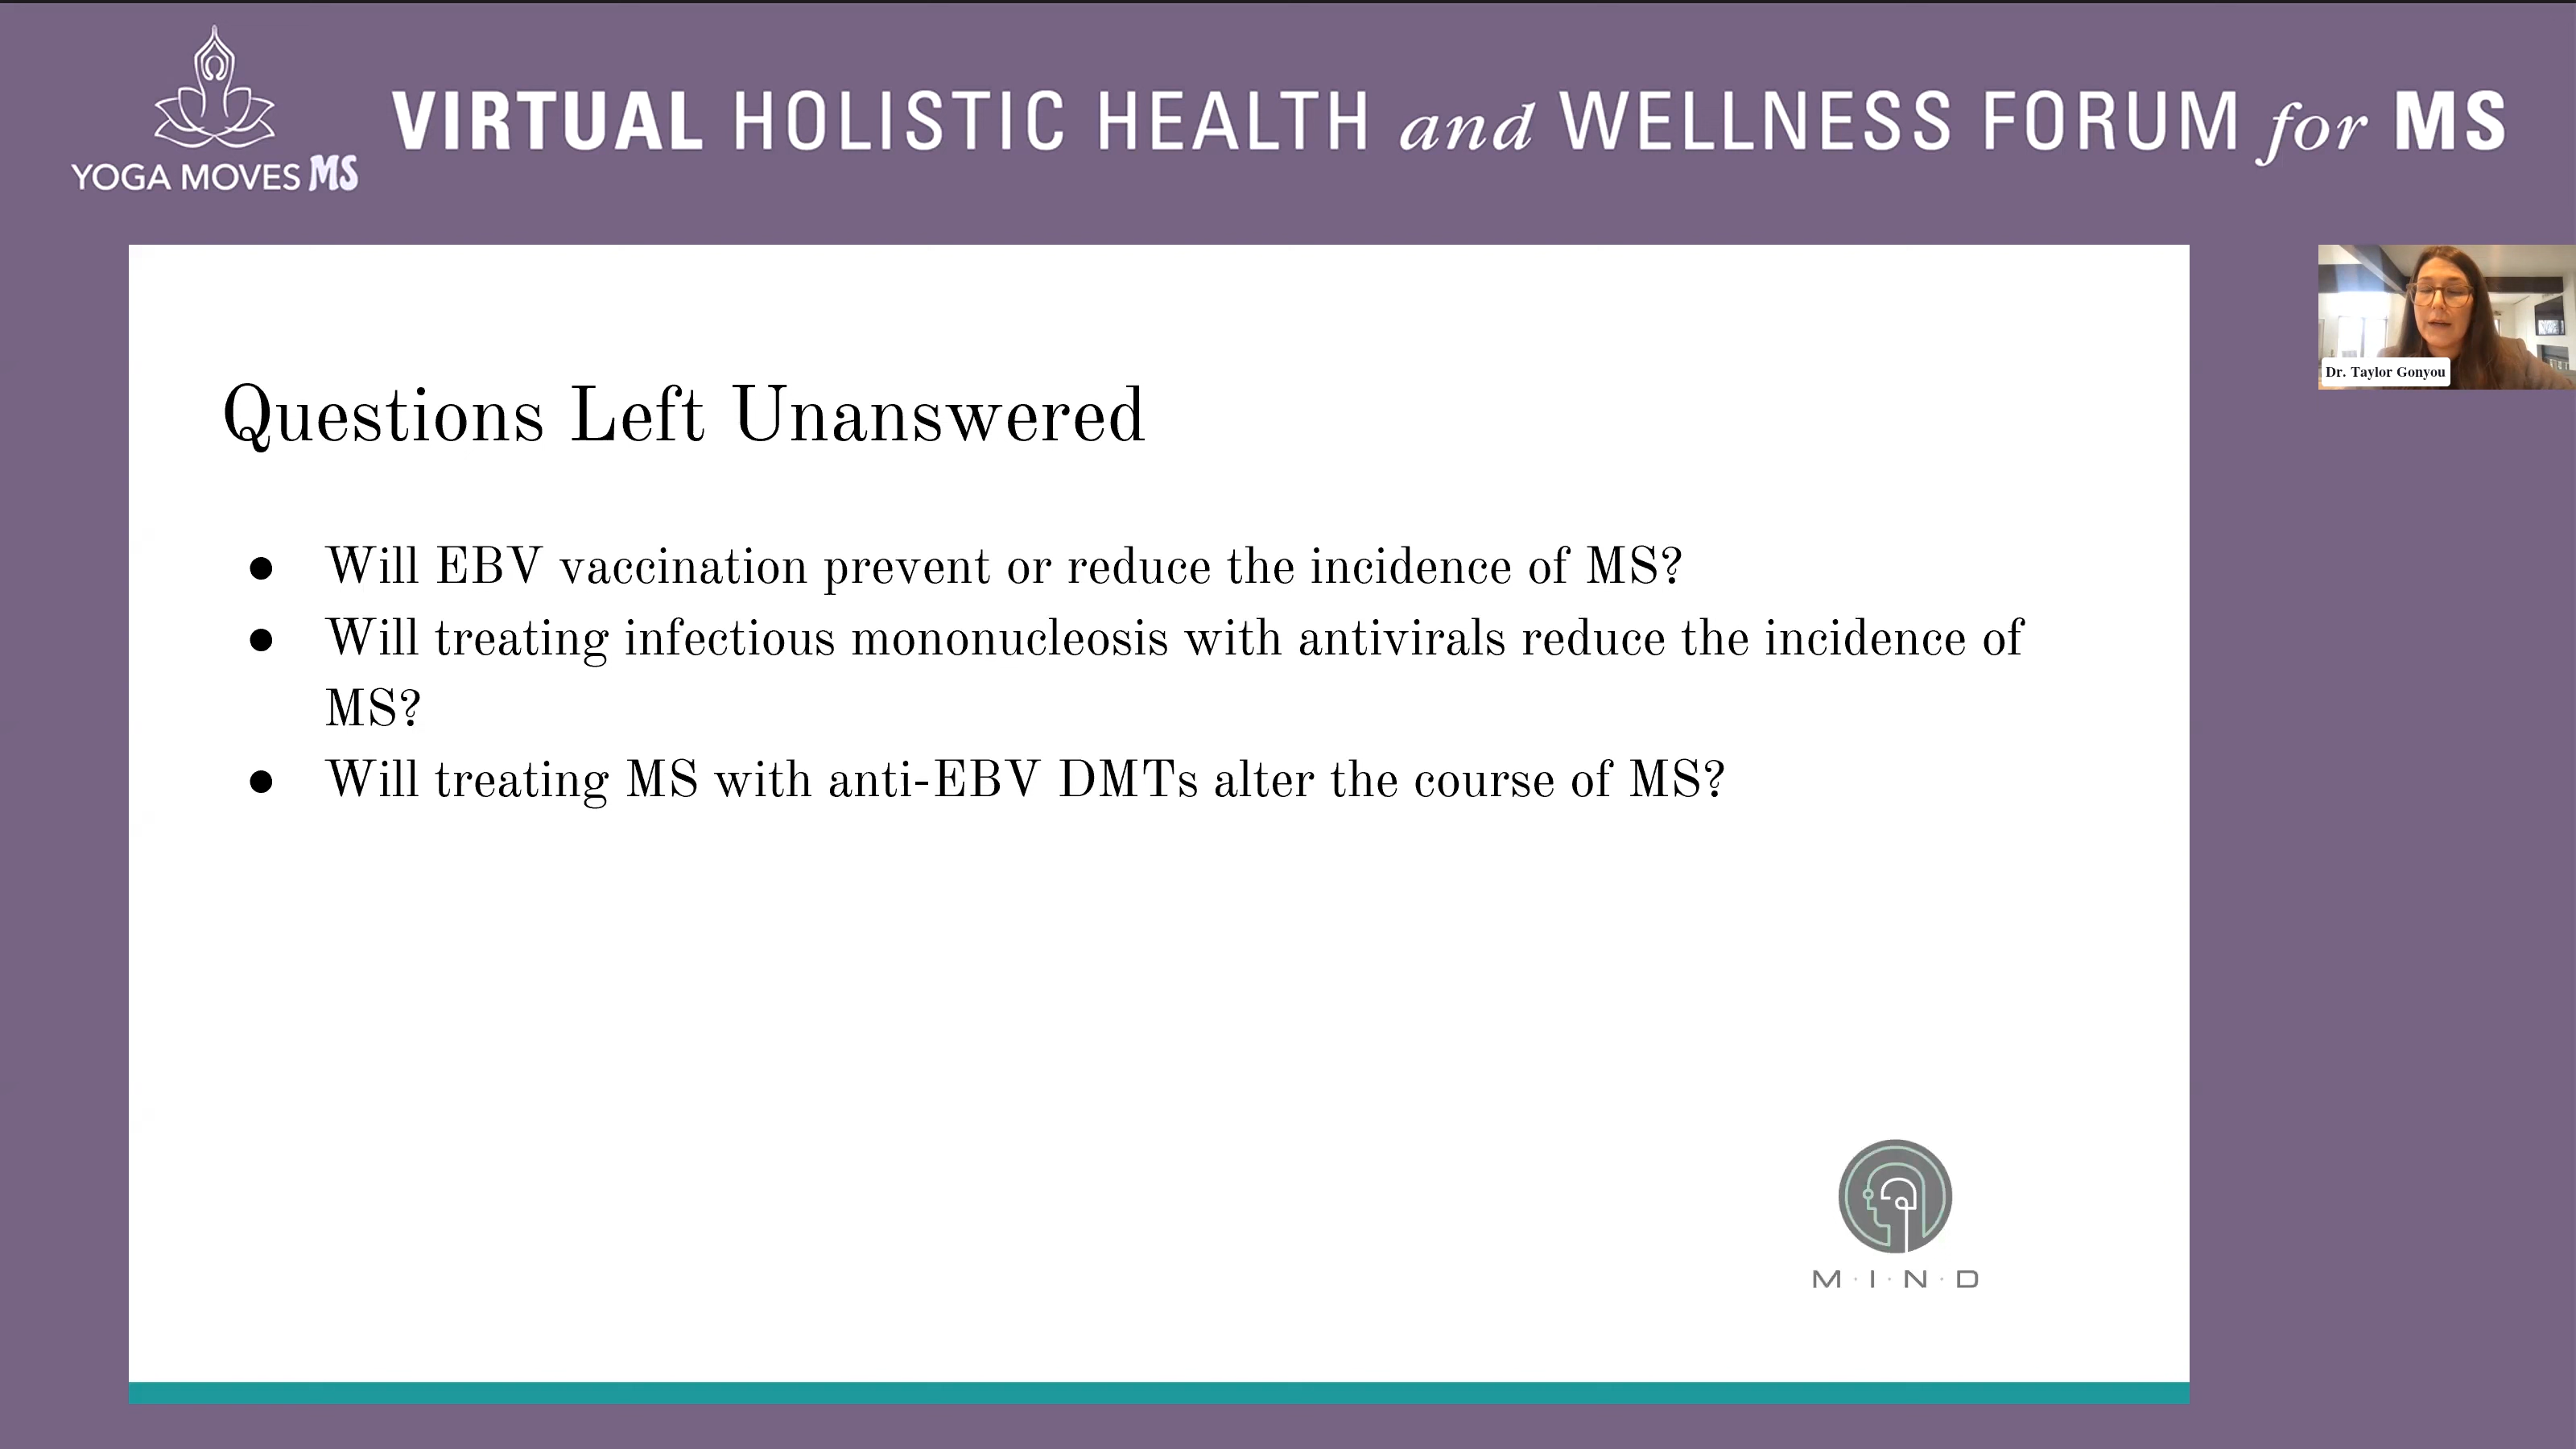 YOGA MOVES MS
VIRTUAL HOLISTIC HEALTH and WELLNESS FORUM for MS
Dr. Taylor Gonyou
Questions Left Unanswered
● Will EBV vaccination prevent or reduce the incidence of MS?
● Will treating infectious mononucleosis with antivirals reduce the incidence of
MS?
● Will treating MS with anti-EBV DMTs alter the course of MS?
M·I·N·D